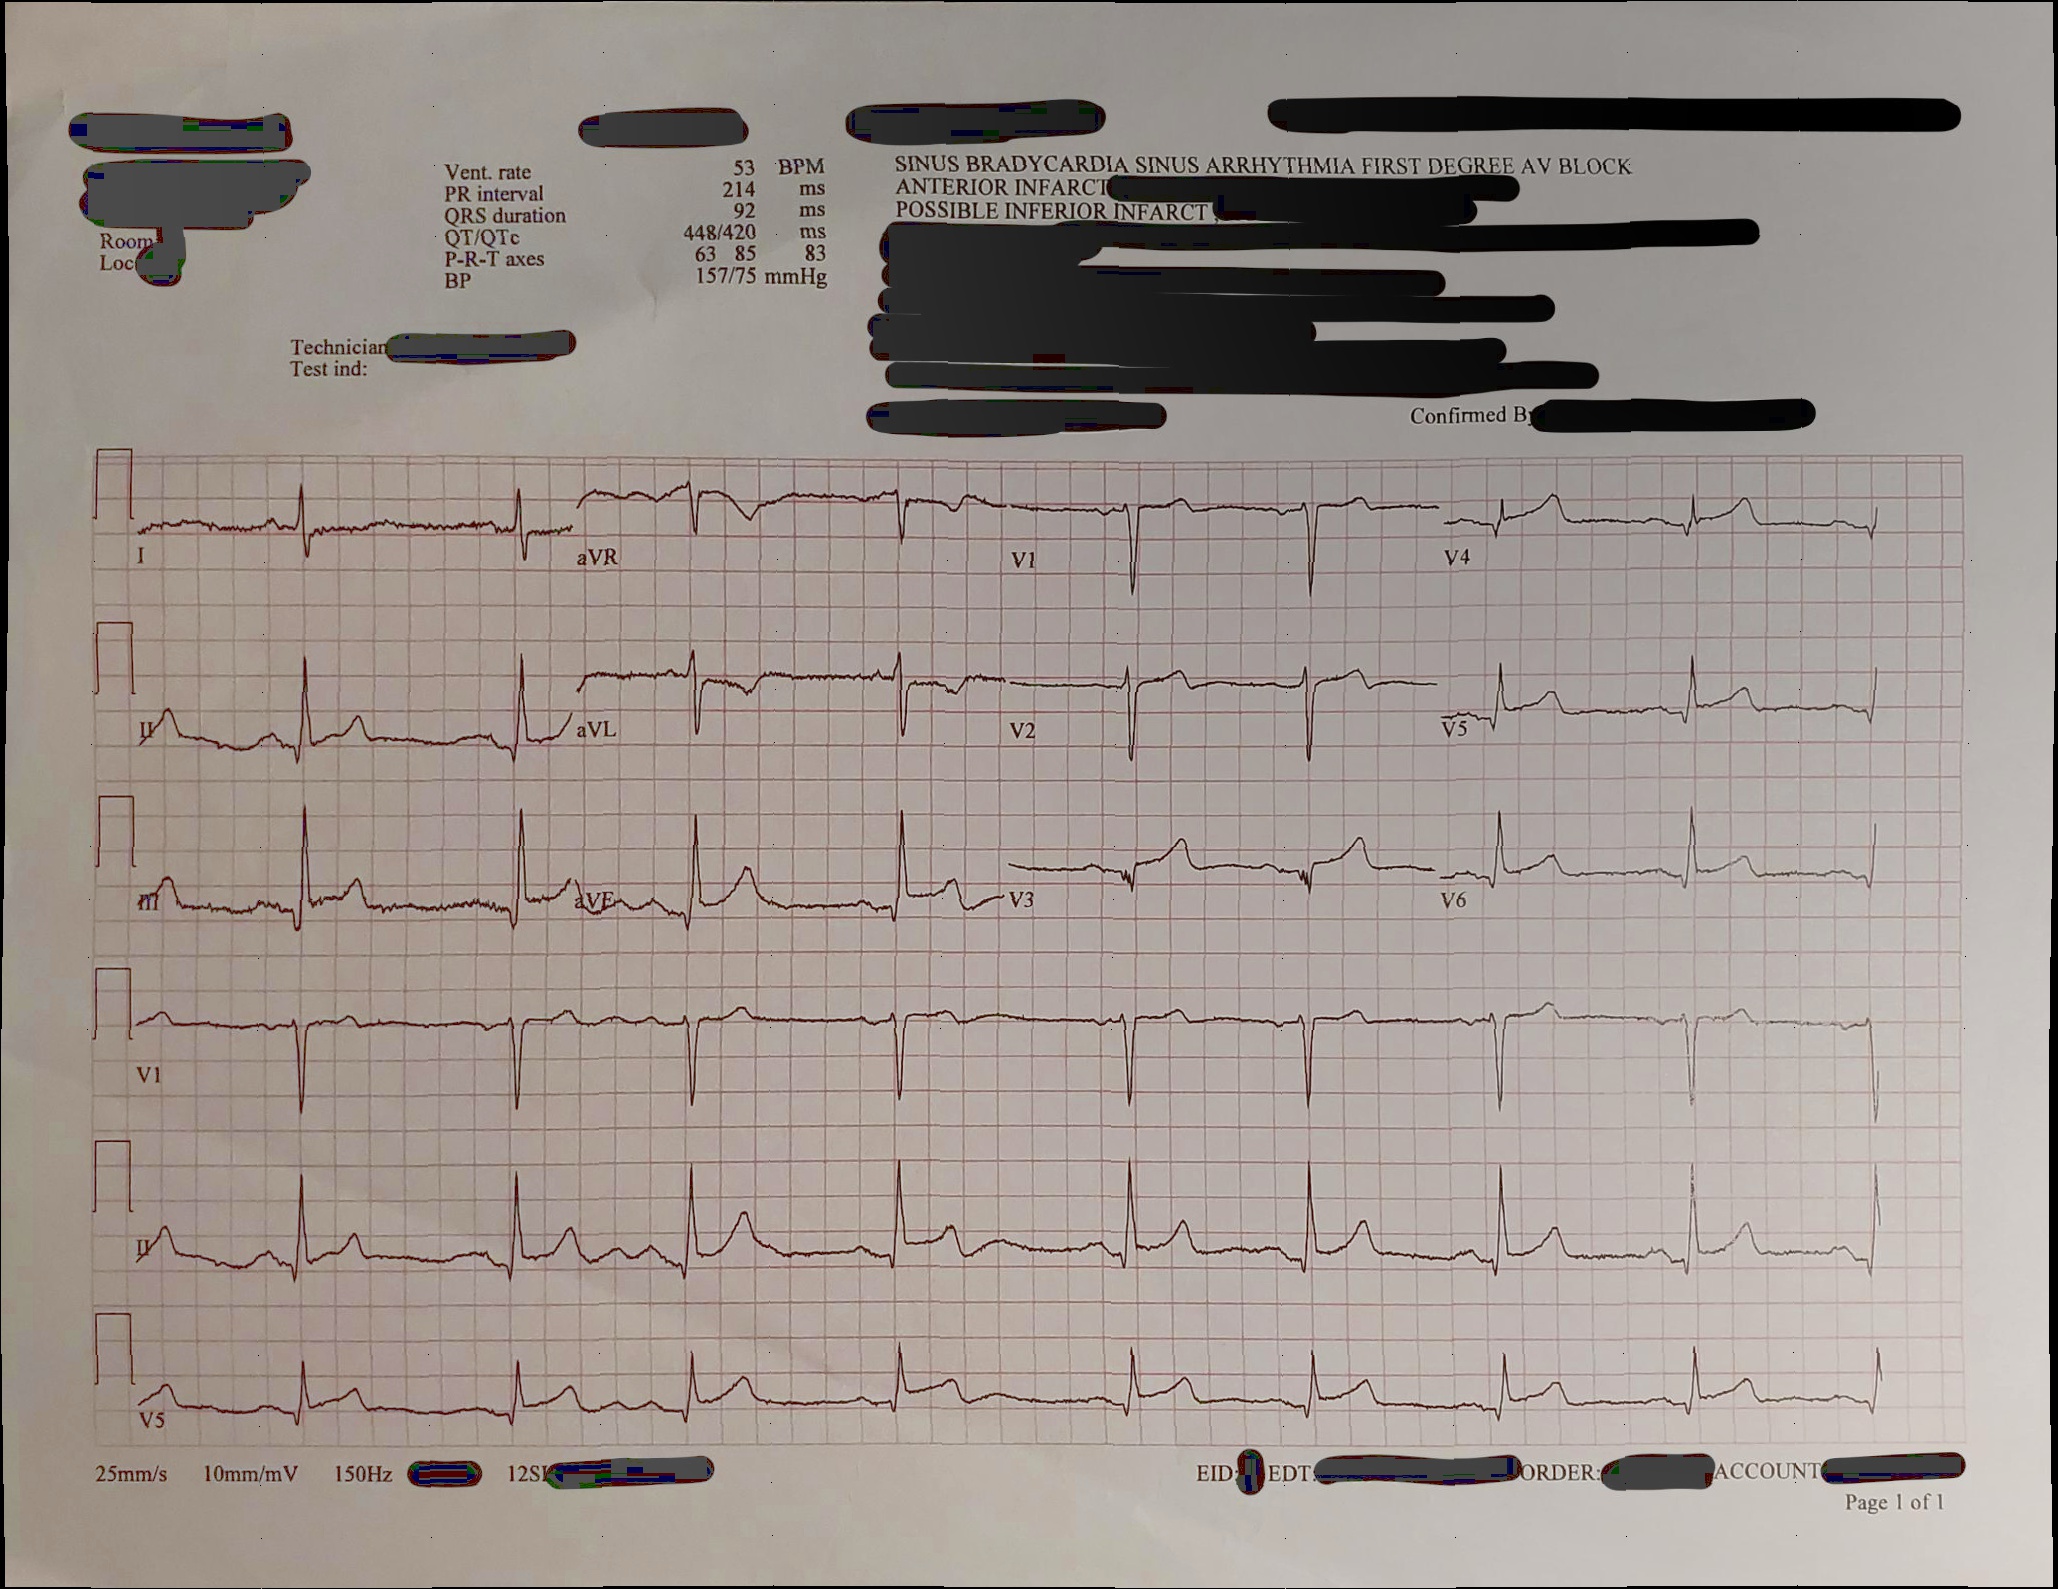 Vent. rate 53 BPM
PR interval 214 ms
QRS duration 92 ms
QT/QTc 448/420 ms
P-R-T axes 63 85 83
BP 157/75 mmHg
SINUS BRADYCARDIA SINUS ARRHYTHMIA FIRST DEGREE AV BLOCK
ANTERIOR INFARCT
POSSIBLE INFERIOR INFARCT
Room
Loc
Technician
Test ind:
Confirmed By
I aVR V1 V4
II aVL V2 V5
III aVF V3 V6
V1
II
V5
25mm/s 10mm/mV 150Hz EID: EDT: ORDER: ACCOUNT
Page 1 of 1